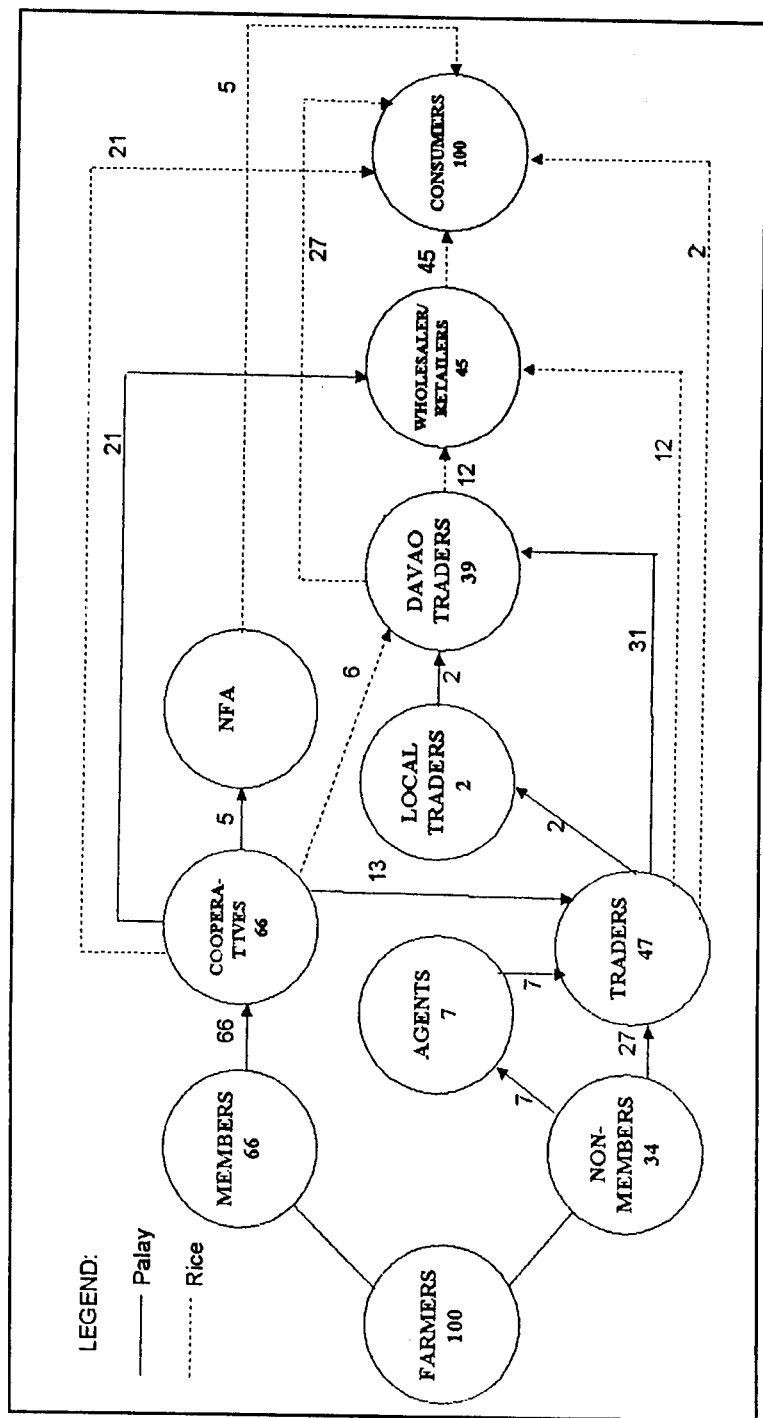 LEGEND:
Palay
Rice
FARMERS
100
MEMBERS
66
NON-
MEMBERS
34
66
7
27
COOPERA-
TIVES
66
AGENTS
7
7
TRADERS
47
13
5
NFA
21
21
5
6
2
LOCAL
TRADERS
2
2
31
DAVAO
TRADERS
39
27
12
12
2
WHOLESALER/
RETAILERS
45
45
CONSUMERS
100